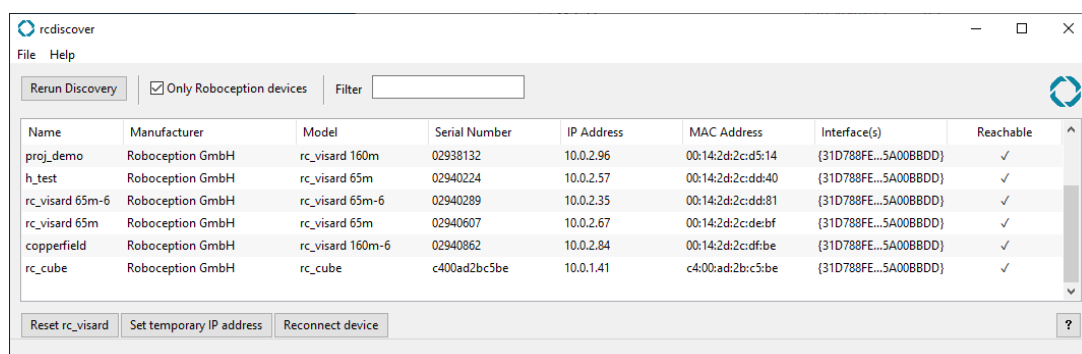 rcdiscover
File Help
Rerun Discovery Only Roboception devices Filter
Name Manufacturer Model Serial Number IP Address MAC Address Interface(s) Reachable
proj_demo Roboception GmbH rc_visard 160m 02938132 10.0.2.96 00:14:2d:2c:d5:14 {31D788FE...5A00BBDD} ✓
h_test Roboception GmbH rc_visard 65m 02940224 10.0.2.57 00:14:2d:2c:dd:40 {31D788FE...5A00BBDD} ✓
rc_visard 65m-6 Roboception GmbH rc_visard 65m-6 02940289 10.0.2.35 00:14:2d:2c:dd:81 {31D788FE...5A00BBDD} ✓
rc_visard 65m Roboception GmbH rc_visard 65m 02940607 10.0.2.67 00:14:2d:2c:de:bf {31D788FE...5A00BBDD} ✓
copperfield Roboception GmbH rc_visard 160m-6 02940862 10.0.2.84 00:14:2d:2c:df:be {31D788FE...5A00BBDD} ✓
rc_cube Roboception GmbH rc_cube c400ad2bc5be 10.0.1.41 c4:00:ad:2b:c5:be {31D788FE...5A00BBDD} ✓
Reset rc_visard Set temporary IP address Reconnect device ?